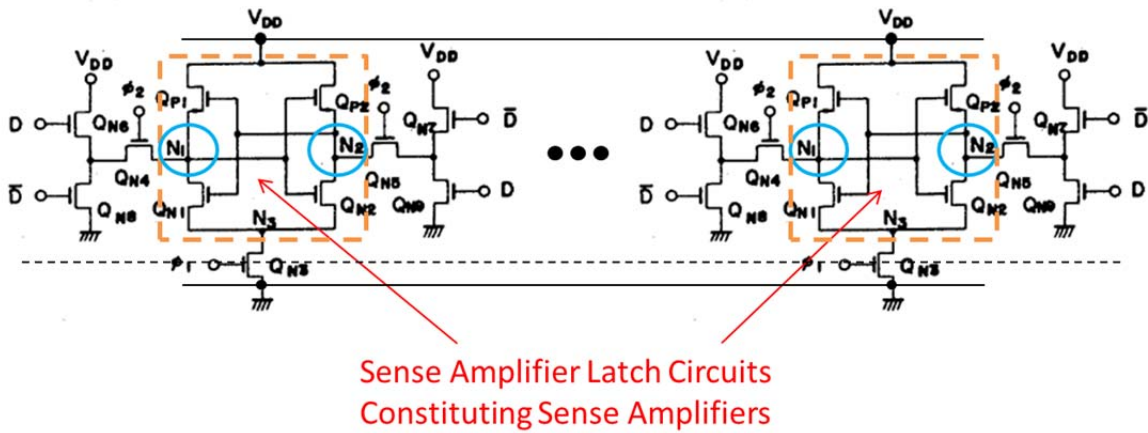 VDD VDD
VDD VDD VDD VDD
ϕ2 ϕ2 ϕ2 ϕ2
QP1 QP2 QP1 QP2
D QN6 QN7 D̅ D QN6 QN7 D̅
N1 N2 ••• N1 N2
QN4 QN5 QN4 QN5
D̅ QN8 QN1 QN2 QN9 D D̅ QN8 QN1 QN2 QN9 D
N3 N3
ϕ1 QN3 ϕ1 QN3
Sense Amplifier Latch Circuits
Constituting Sense Amplifiers